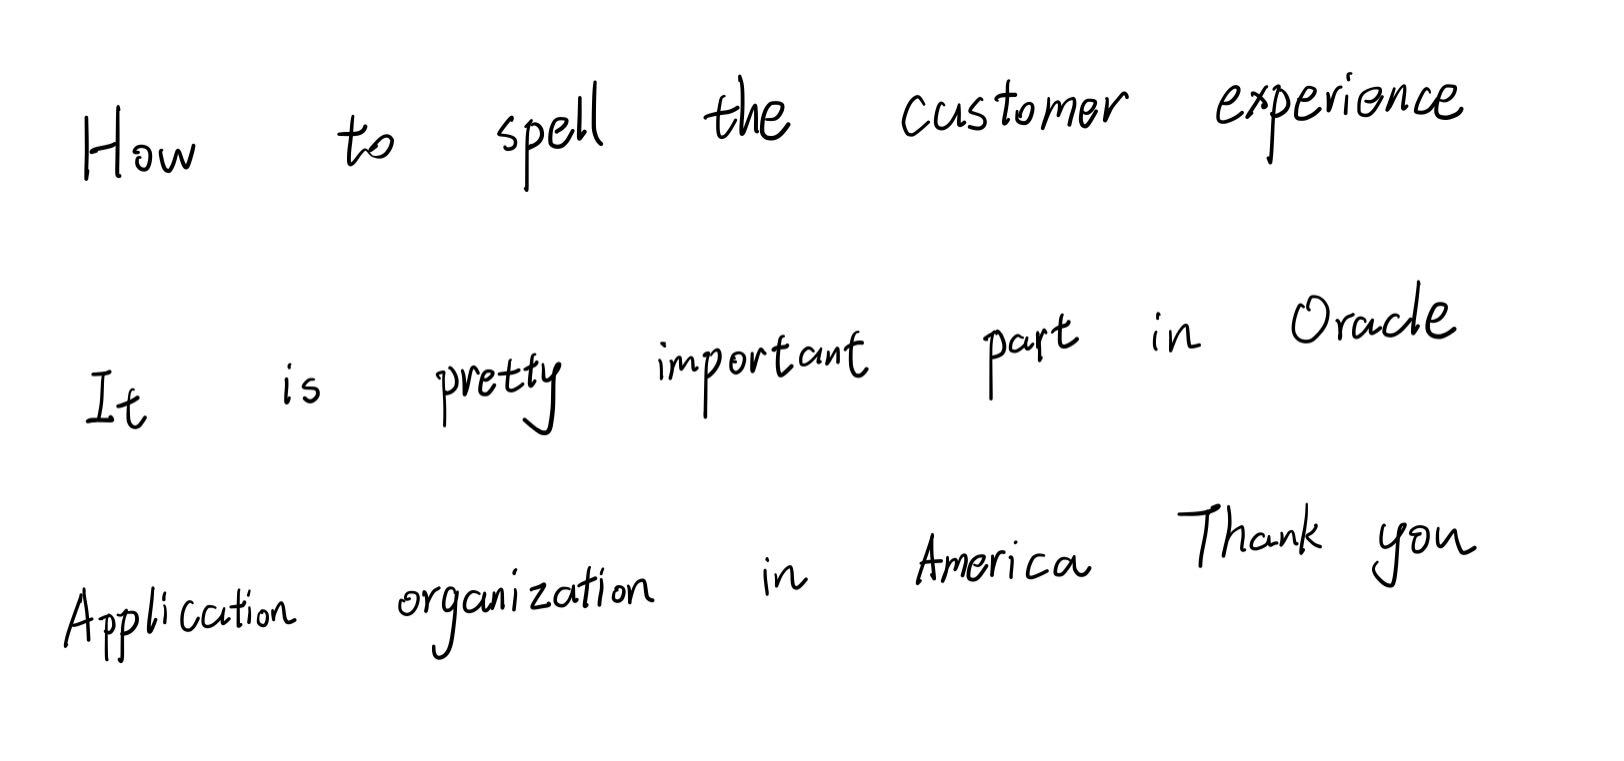 How to spell the customer experience
It is pretty important part in Oracle
Application organization in America Thank you